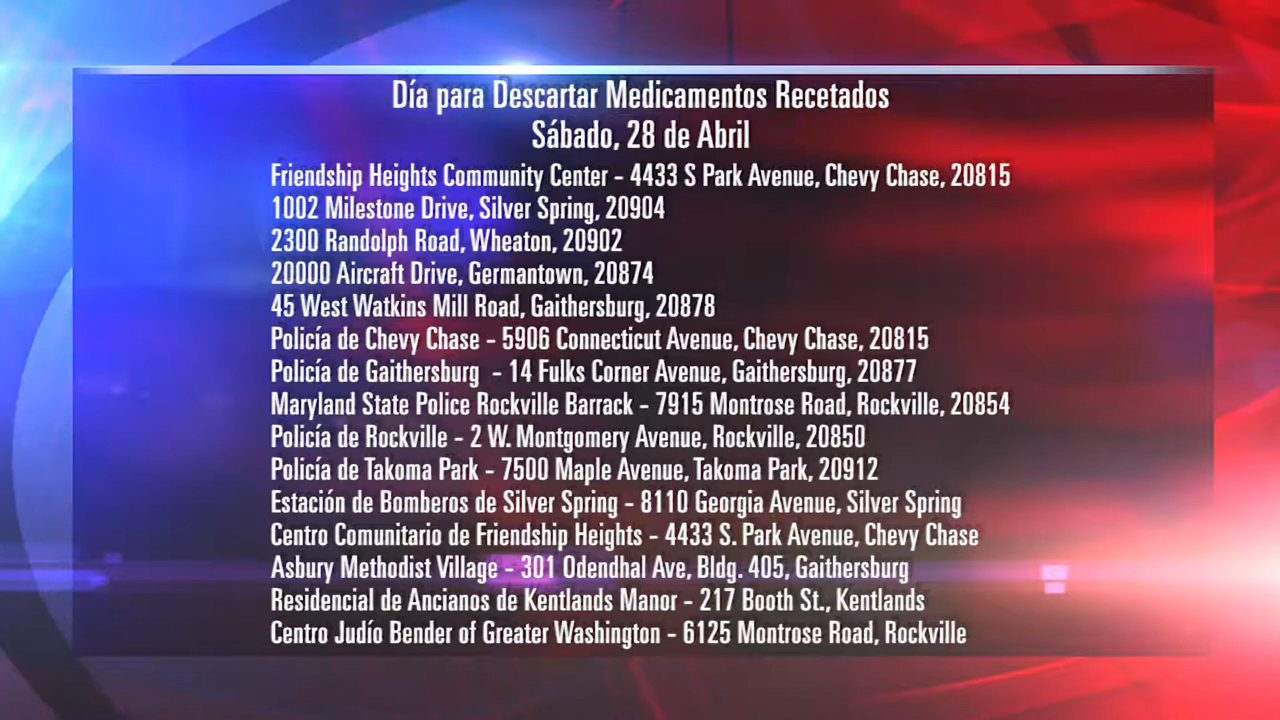 Día para Descartar Medicamentos Recetados
Sábado, 28 de Abril
Friendship Heights Community Center - 4433 S Park Avenue, Chevy Chase, 20815
1002 Milestone Drive, Silver Spring, 20904
2300 Randolph Road, Wheaton, 20902
20000 Aircraft Drive, Germantown, 20874
45 West Watkins Mill Road, Gaithersburg, 20878
Policía de Chevy Chase - 5906 Connecticut Avenue, Chevy Chase, 20815
Policía de Gaithersburg - 14 Fulks Corner Avenue, Gaithersburg, 20877
Maryland State Police Rockville Barrack - 7915 Montrose Road, Rockville, 20854
Policía de Rockville - 2 W. Montgomery Avenue, Rockville, 20850
Policía de Takoma Park - 7500 Maple Avenue, Takoma Park, 20912
Estación de Bomberos de Silver Spring - 8110 Georgia Avenue, Silver Spring
Centro Comunitario de Friendship Heights - 4433 S. Park Avenue, Chevy Chase
Asbury Methodist Village - 301 Odendhal Ave, Bldg. 405, Gaithersburg
Residencial de Ancianos de Kentlands Manor - 217 Booth St., Kentlands
Centro Judío Bender of Greater Washington - 6125 Montrose Road, Rockville